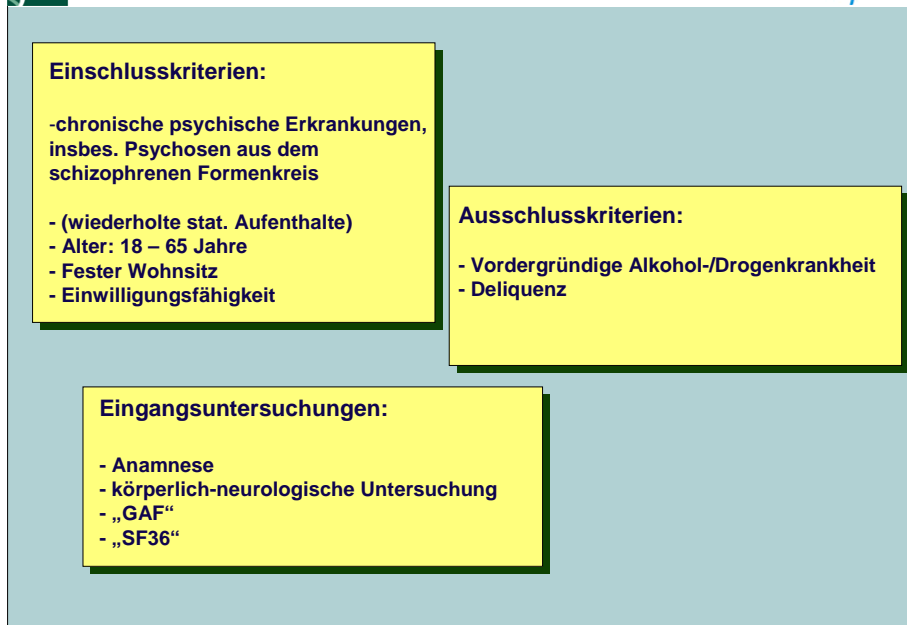 Einschlusskriterien:
-chronische psychische Erkrankungen,
insbes. Psychosen aus dem
schizophrenen Formenkreis
- (wiederholte stat. Aufenthalte)
- Alter: 18 – 65 Jahre
- Fester Wohnsitz
- Einwilligungsfähigkeit
Ausschlusskriterien:
- Vordergründige Alkohol-/Drogenkrankheit
- Deliquenz
Eingangsuntersuchungen:
- Anamnese
- körperlich-neurologische Untersuchung
- „GAF“
- „SF36“